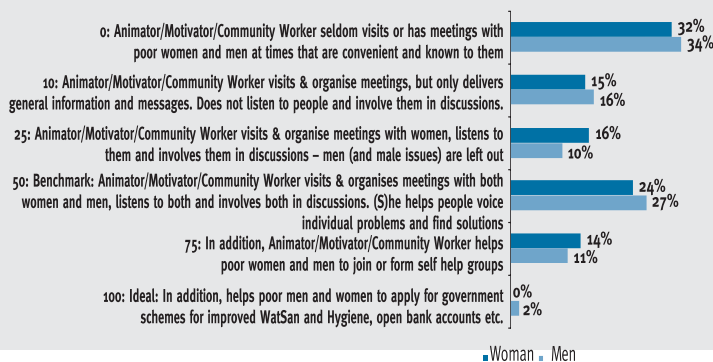 0: Animator/Motivator/Community Worker seldom visits or has meetings with
poor women and men at times that are convenient and known to them
32%
34%
10: Animator/Motivator/Community Worker visits & organise meetings, but only delivers
general information and messages. Does not listen to people and involve them in discussions.
15%
16%
25: Animator/Motivator/Community Worker visits & organise meetings with women, listens to
them and involves them in discussions – men (and male issues) are left out
16%
10%
50: Benchmark: Animator/Motivator/Community Worker visits & organises meetings with both
women and men, listens to both and involves both in discussions. (S)he helps people voice
individual problems and find solutions
24%
27%
75: In addition, Animator/Motivator/Community Worker helps
poor women and men to join or form self help groups
14%
11%
100: Ideal: In addition, helps poor men and women to apply for government
schemes for improved WatSan and Hygiene, open bank accounts etc.
0%
2%
Woman Men